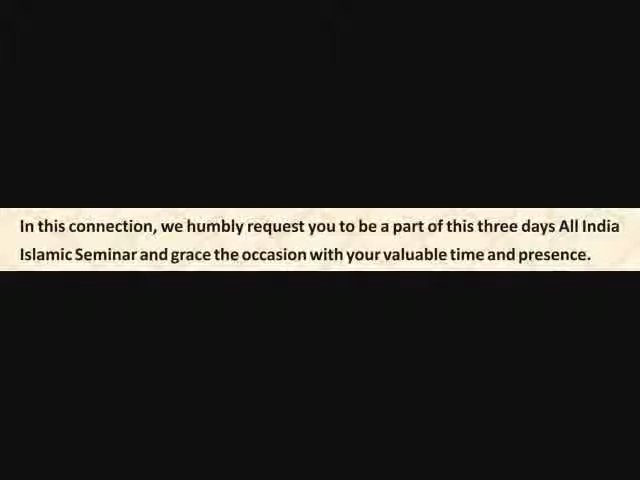 In this connection, we humbly request you to be a part of this three days All India
Islamic Seminar and grace the occasion with your valuable time and presence.